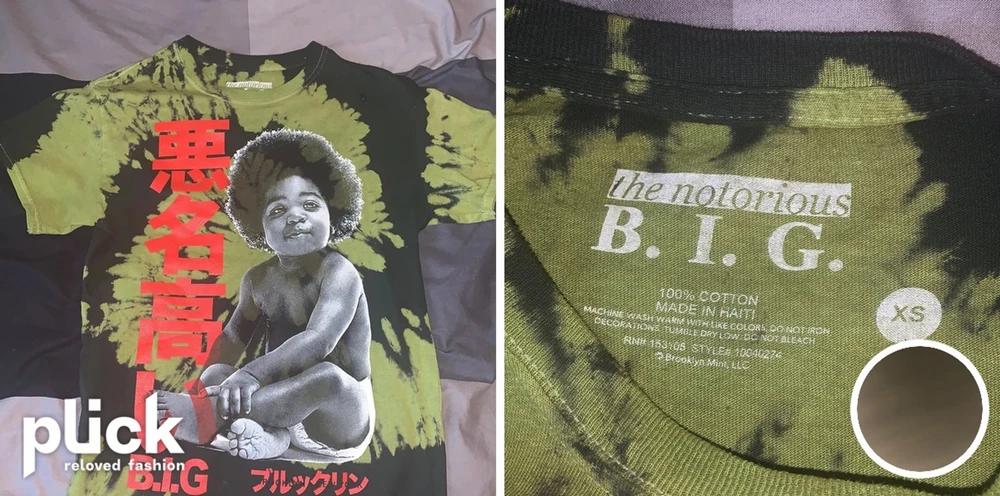 the notorious
悪
名
高
い
B.I.G
ブルックリン
plick
reloved fashion
the notorious
B. I. G.
100% COTTON
MADE IN HAITI
MACHINE WASH WARM WITH LIKE COLORS. DO NOT IRON
DECORATIONS. TUMBLE DRY LOW. DO NOT BLEACH
RN# 153105 STYLE# 10040274
© Brooklyn Mint, LLC
XS